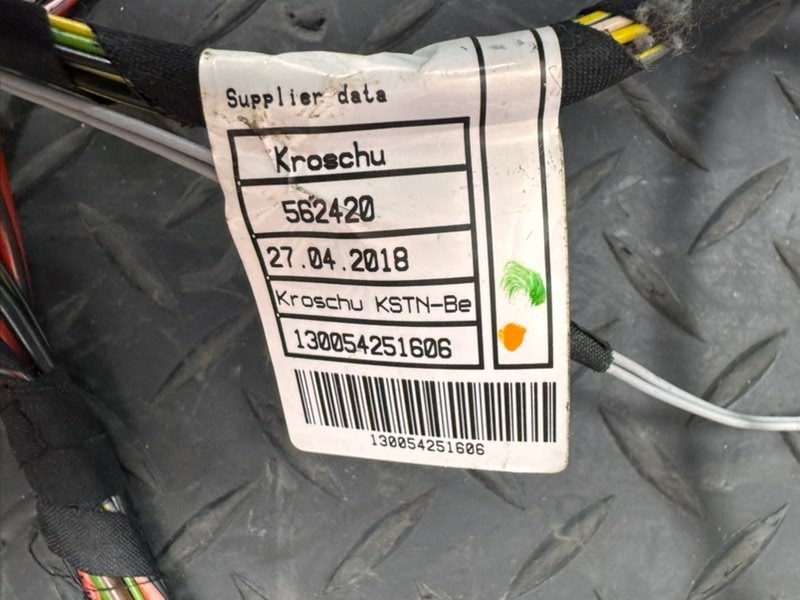 Supplier data
Kroschu
562420
27.04.2018
Kroschu KSTN-Be
130054251606
130054251606